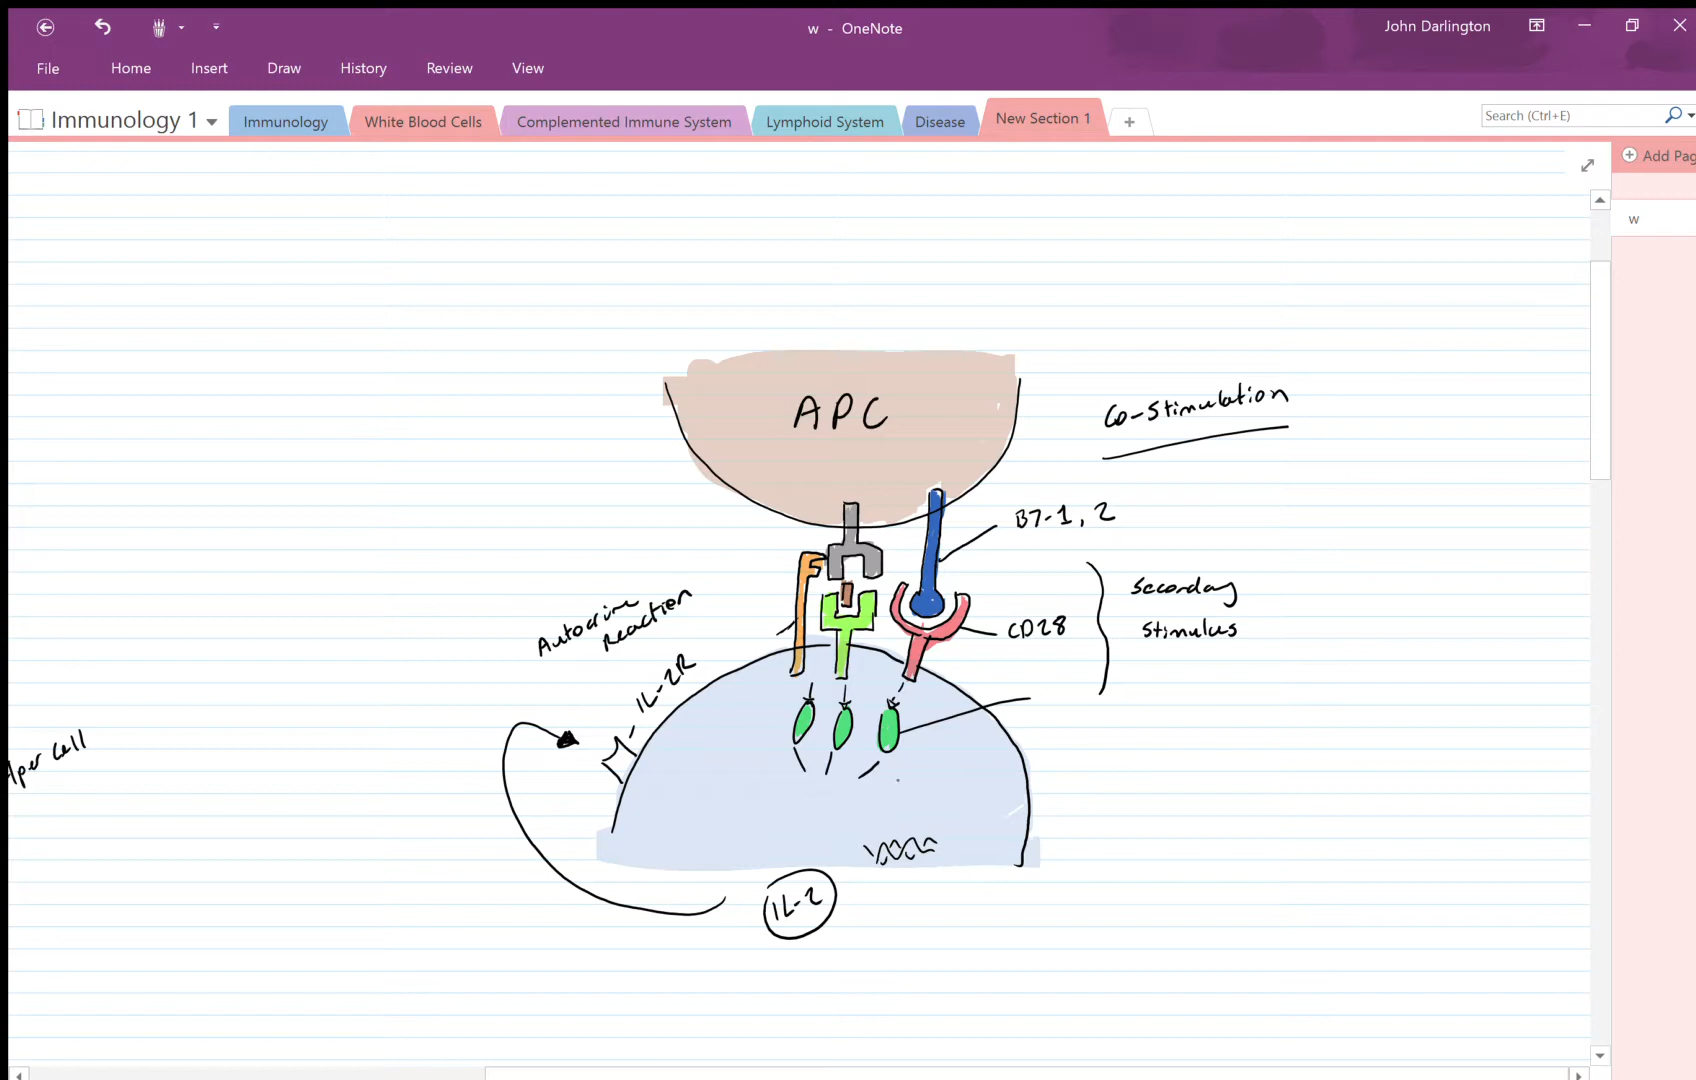 w - OneNote
John Darlington
File Home Insert Draw History Review View
Immunology 1
Immunology
White Blood Cells
Complemented Immune System
Lymphoid System
Disease
New Section 1
Search (Ctrl+E)
Add Pag
w
APC
Co-Stimulation
B7-1, 2
Secondary
Stimulus
CD28
Autocrine
Reaction
IL-2R
per Cell
IL-2